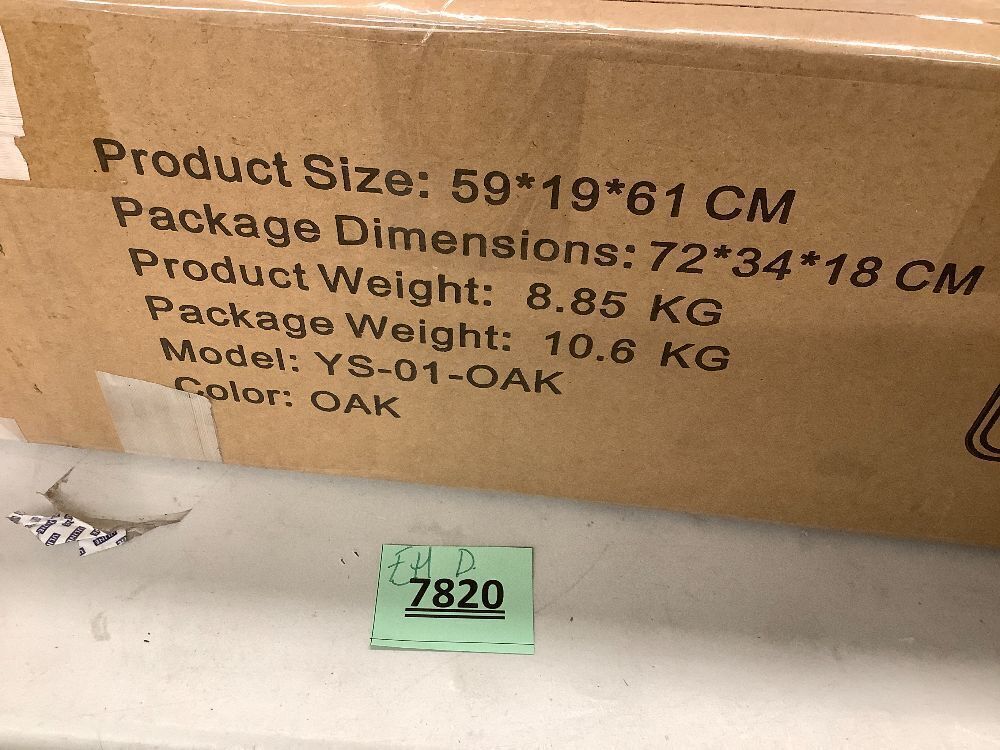 Product Size: 59*19*61 CM
Package Dimensions: 72*34*18 CM
Product Weight: 8.85 KG
Package Weight: 10.6 KG
Model: YS-01-OAK
Color: OAK
EH D.
7820